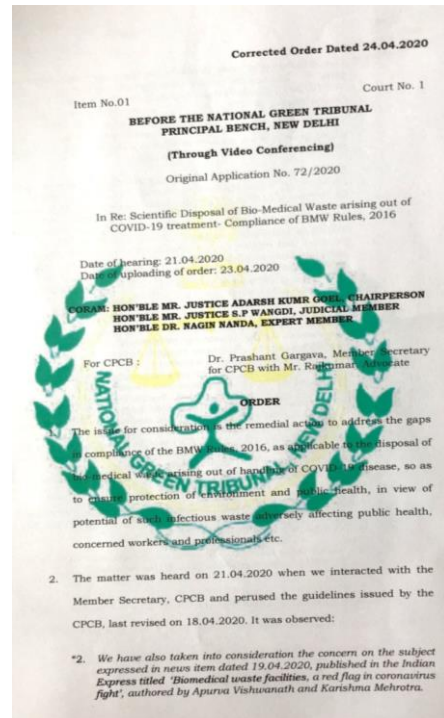 Corrected Order Dated 24.04.2020
Item No.01
Court No. 1
BEFORE THE NATIONAL GREEN TRIBUNAL
PRINCIPAL BENCH, NEW DELHI
(Through Video Conferencing)
Original Application No. 72/2020
In Re: Scientific Disposal of Bio-Medical Waste arising out of
COVID-19 treatment- Compliance of BMW Rules, 2016
Date of hearing: 21.04.2020
Date of uploading of order: 23.04.2020
CORAM: HON'BLE MR. JUSTICE ADARSH KUMR GOEL, CHAIRPERSON
HON'BLE MR. JUSTICE S.P WANGDI, JUDICIAL MEMBER
HON'BLE DR. NAGIN NANDA, EXPERT MEMBER
For CPCB :
Dr. Prashant Gargava, Member Secretary
for CPCB with Mr. Rajkumar, Advocate
ORDER
1. The issue for consideration is the remedial action to address the gaps
in compliance of the BMW Rules, 2016, as applicable to the disposal of
bio-medical waste arising out of handling of COVID-19 disease, so as
to ensure protection of environment and public health, in view of
potential of such infectious waste adversely affecting public health,
concerned workers and professionals etc.
NATIONAL GREEN TRIBUNAL NEW DELHI
2. The matter was heard on 21.04.2020 when we interacted with the
Member Secretary, CPCB and perused the guidelines issued by the
CPCB, last revised on 18.04.2020. It was observed:
"2. We have also taken into consideration the concern on the subject
expressed in news item dated 19.04.2020, published in the Indian
Express titled 'Biomedical waste facilities, a red flag in coronavirus
fight', authored by Apurva Vishwanath and Karishma Mehrotra.